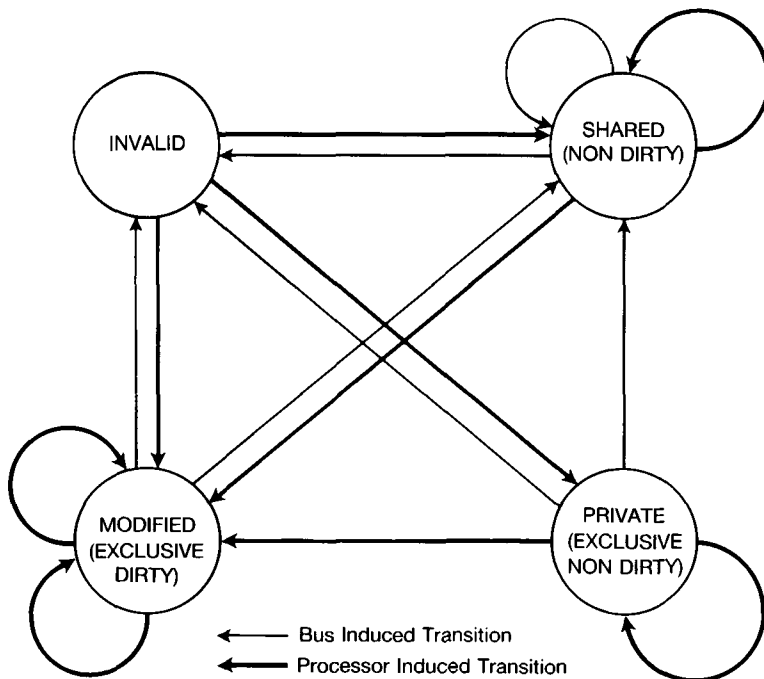 INVALID
SHARED
(NON DIRTY)
MODIFIED
(EXCLUSIVE
DIRTY)
PRIVATE
(EXCLUSIVE
NON DIRTY)
Bus Induced Transition
Processor Induced Transition